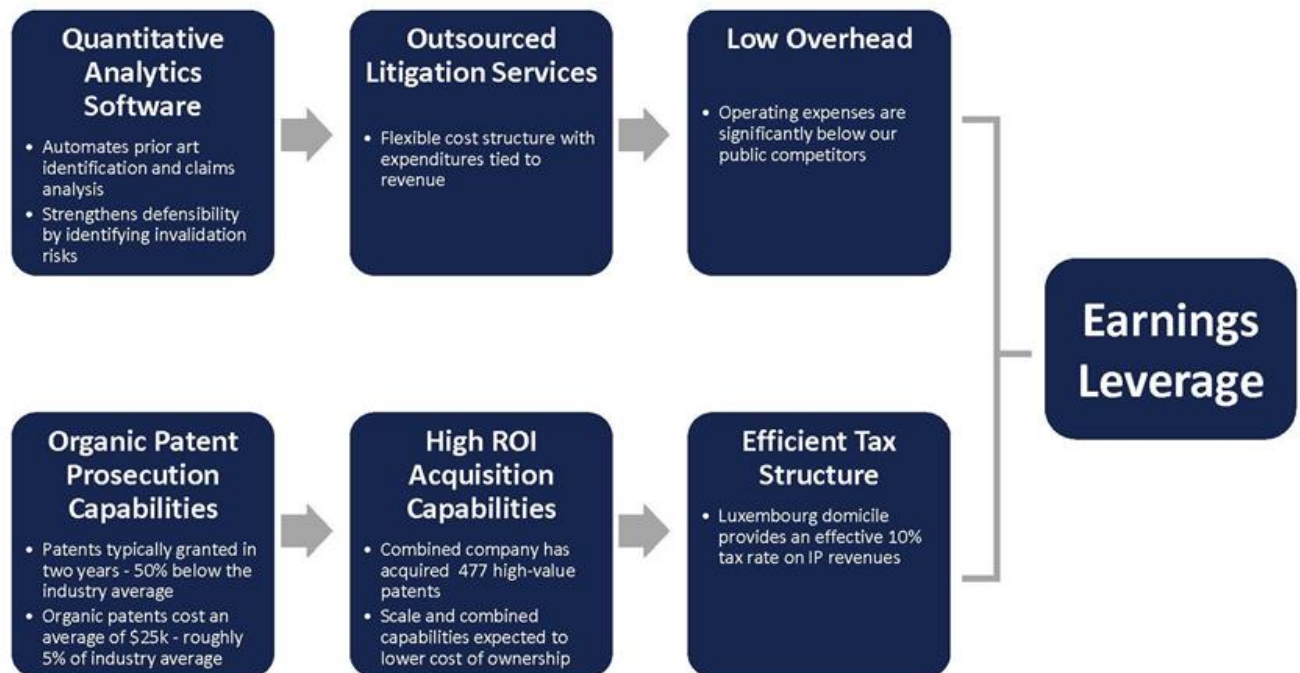 Quantitative
Analytics
Software
• Automates prior art
identification and claims
analysis
• Strengthens defensibility
by identifying invalidation
risks
Outsourced
Litigation Services
• Flexible cost structure with
expenditures tied to
revenue
Low Overhead
• Operating expenses are
significantly below our
public competitors
Organic Patent
Prosecution
Capabilities
• Patents typically granted in
two years - 50% below the
industry average
• Organic patents cost an
average of $25k - roughly
5% of industry average
High ROI
Acquisition
Capabilities
• Combined company has
acquired 477 high-value
patents
• Scale and combined
capabilities expected to
lower cost of ownership
Efficient Tax
Structure
• Luxembourg domicile
provides an effective 10%
tax rate on IP revenues
Earnings
Leverage